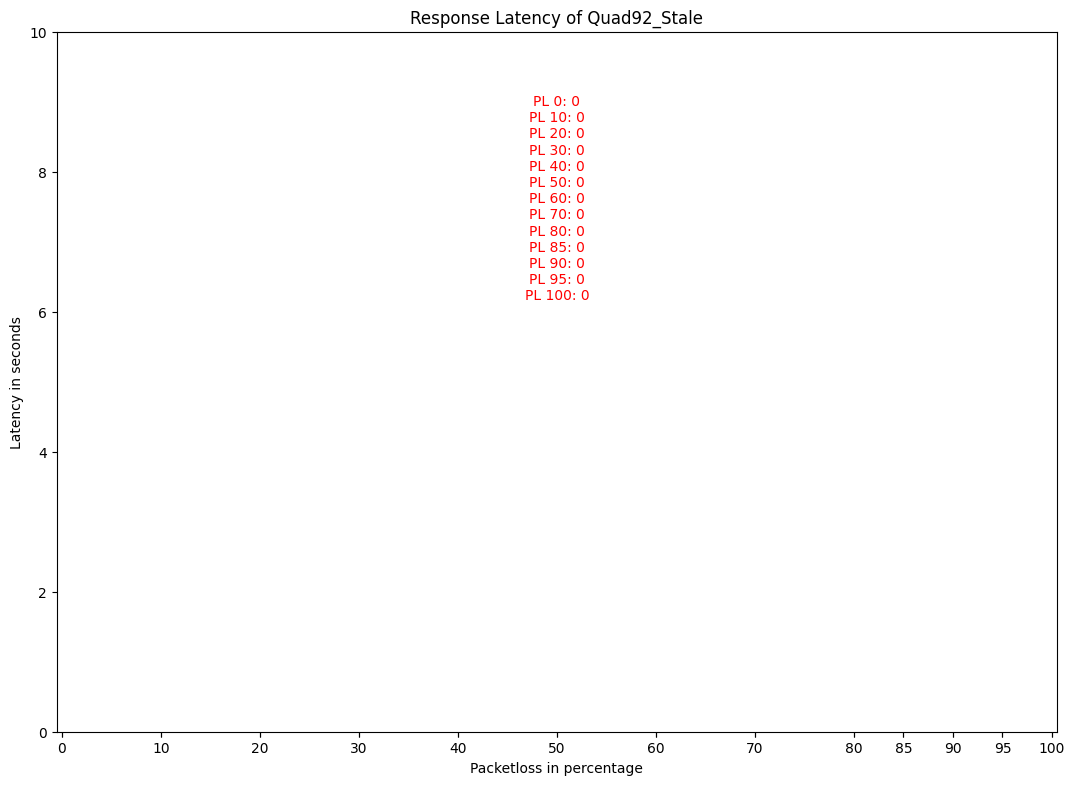 Response Latency of Quad92_Stale
10
8
6
4
2
0
Latency in seconds
PL 0: 0
PL 10: 0
PL 20: 0
PL 30: 0
PL 40: 0
PL 50: 0
PL 60: 0
PL 70: 0
PL 80: 0
PL 85: 0
PL 90: 0
PL 95: 0
PL 100: 0
0 10 20 30 40 50 60 70 80 85 90 95 100
Packetloss in percentage